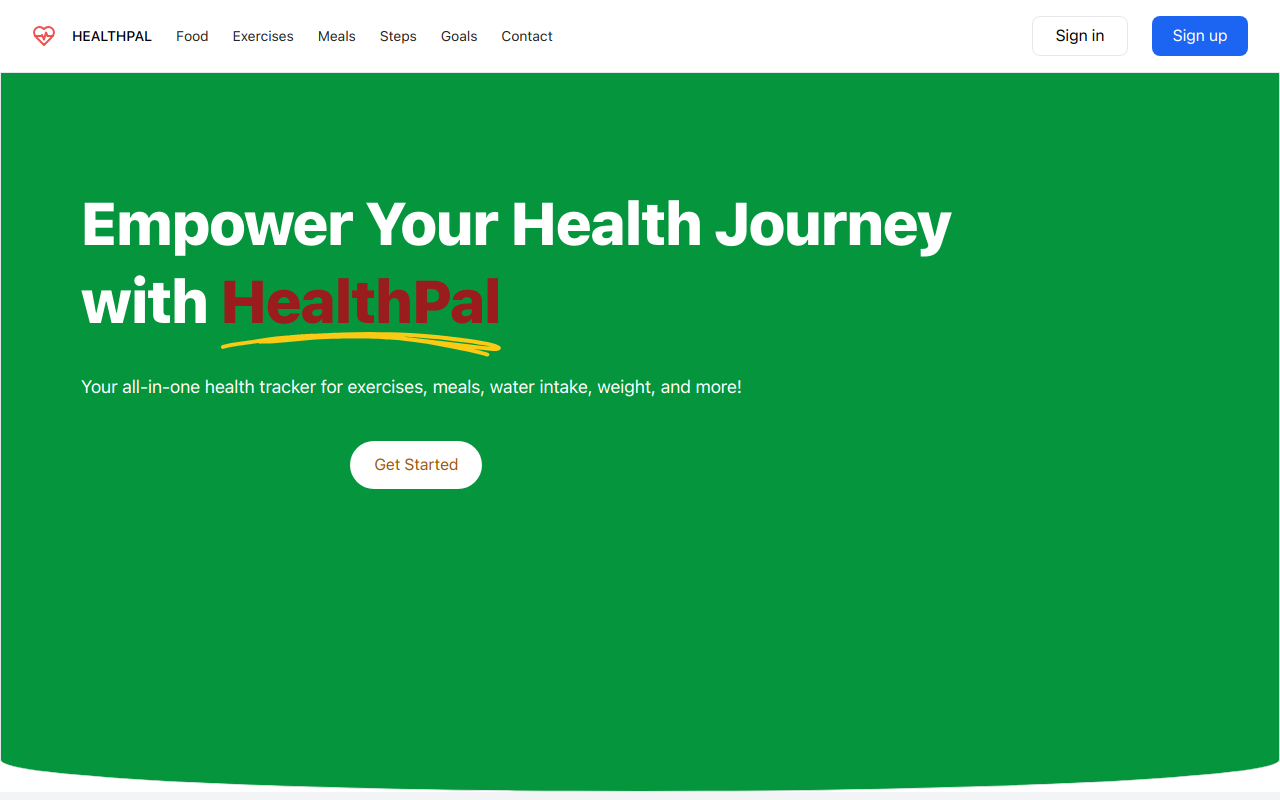 HEALTHPAL Food Exercises Meals Steps Goals Contact Sign in Sign up
Empower Your Health Journey
with HealthPal
Your all-in-one health tracker for exercises, meals, water intake, weight, and more!
Get Started